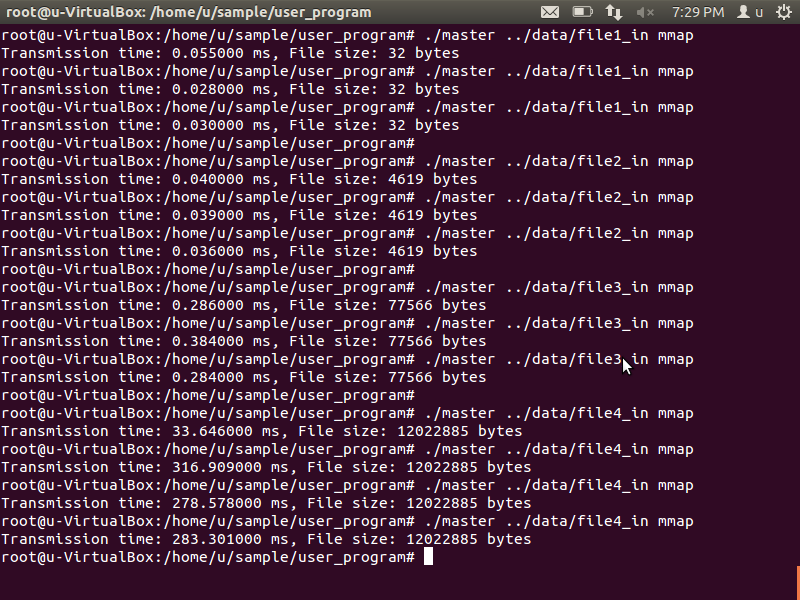 root@u-VirtualBox: /home/u/sample/user_program 7:29 PM u
root@u-VirtualBox:/home/u/sample/user_program# ./master ../data/file1_in mmap
Transmission time: 0.055000 ms, File size: 32 bytes
root@u-VirtualBox:/home/u/sample/user_program# ./master ../data/file1_in mmap
Transmission time: 0.028000 ms, File size: 32 bytes
root@u-VirtualBox:/home/u/sample/user_program# ./master ../data/file1_in mmap
Transmission time: 0.030000 ms, File size: 32 bytes
root@u-VirtualBox:/home/u/sample/user_program#
root@u-VirtualBox:/home/u/sample/user_program# ./master ../data/file2_in mmap
Transmission time: 0.040000 ms, File size: 4619 bytes
root@u-VirtualBox:/home/u/sample/user_program# ./master ../data/file2_in mmap
Transmission time: 0.039000 ms, File size: 4619 bytes
root@u-VirtualBox:/home/u/sample/user_program# ./master ../data/file2_in mmap
Transmission time: 0.036000 ms, File size: 4619 bytes
root@u-VirtualBox:/home/u/sample/user_program#
root@u-VirtualBox:/home/u/sample/user_program# ./master ../data/file3_in mmap
Transmission time: 0.286000 ms, File size: 77566 bytes
root@u-VirtualBox:/home/u/sample/user_program# ./master ../data/file3_in mmap
Transmission time: 0.384000 ms, File size: 77566 bytes
root@u-VirtualBox:/home/u/sample/user_program# ./master ../data/file3_in mmap
Transmission time: 0.284000 ms, File size: 77566 bytes
root@u-VirtualBox:/home/u/sample/user_program#
root@u-VirtualBox:/home/u/sample/user_program# ./master ../data/file4_in mmap
Transmission time: 33.646000 ms, File size: 12022885 bytes
root@u-VirtualBox:/home/u/sample/user_program# ./master ../data/file4_in mmap
Transmission time: 316.909000 ms, File size: 12022885 bytes
root@u-VirtualBox:/home/u/sample/user_program# ./master ../data/file4_in mmap
Transmission time: 278.578000 ms, File size: 12022885 bytes
root@u-VirtualBox:/home/u/sample/user_program# ./master ../data/file4_in mmap
Transmission time: 283.301000 ms, File size: 12022885 bytes
root@u-VirtualBox:/home/u/sample/user_program#